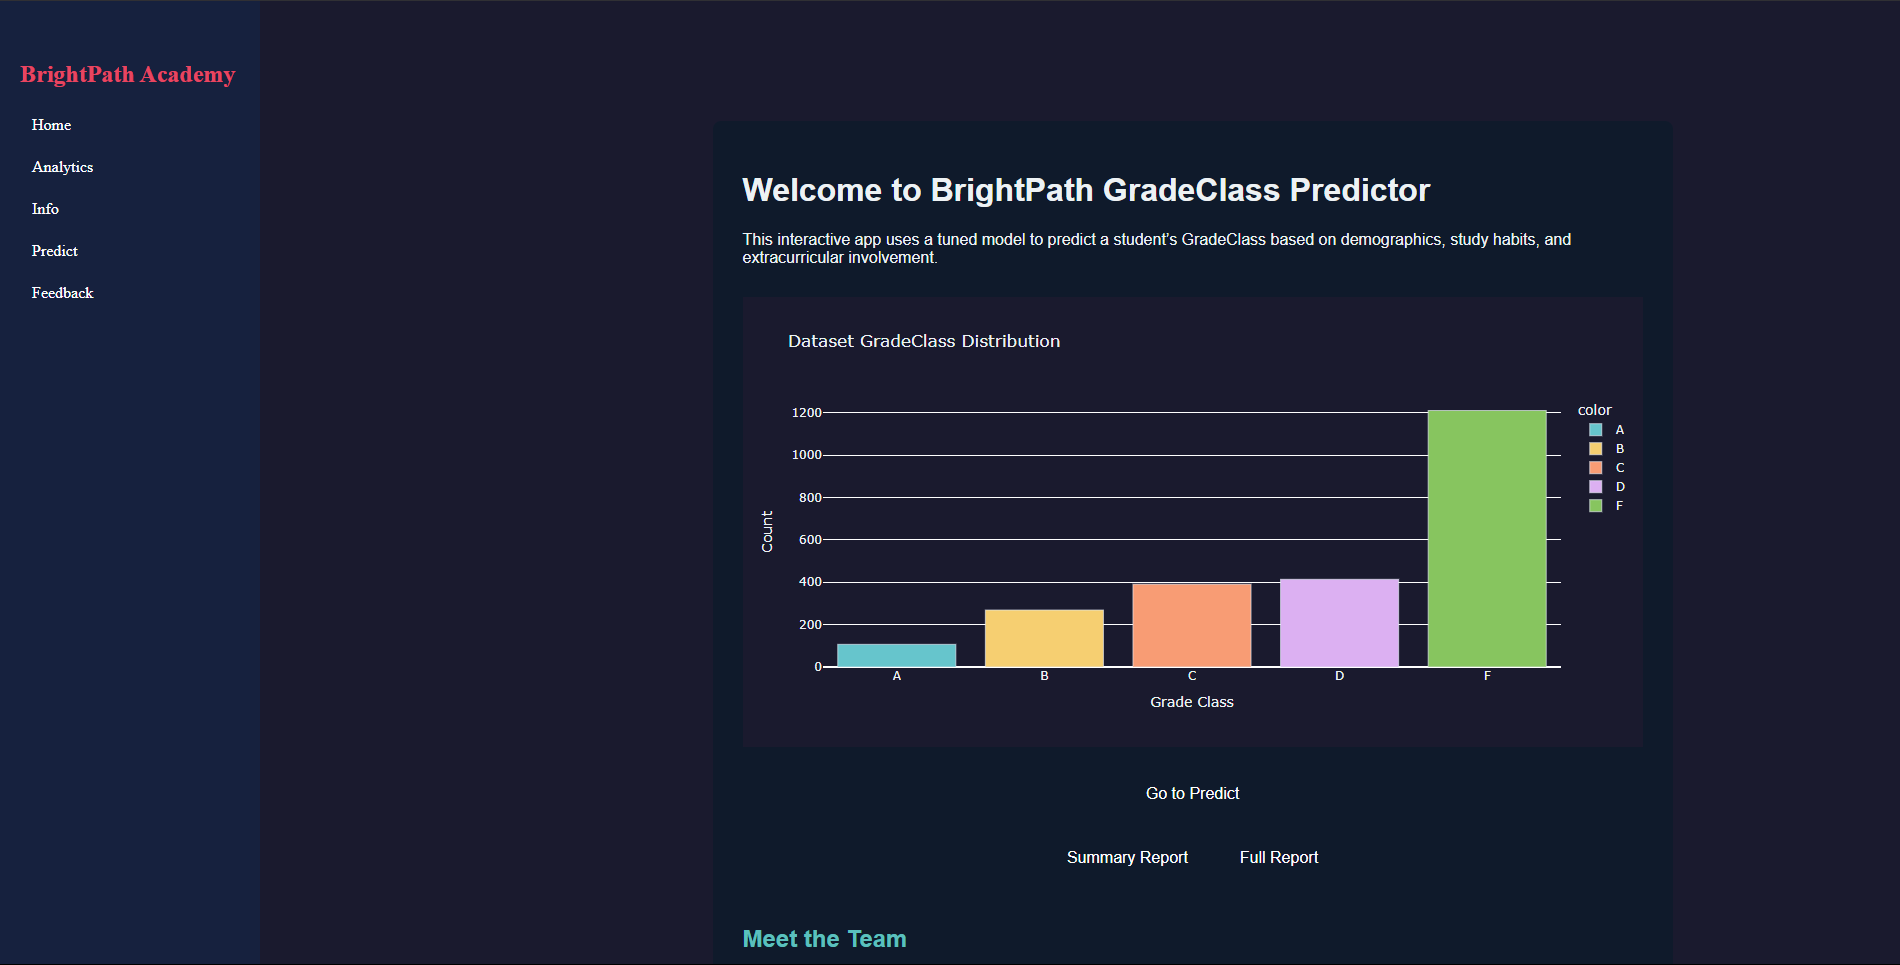 BrightPath Academy
Home
Analytics
Info
Predict
Feedback
Welcome to BrightPath GradeClass Predictor
This interactive app uses a tuned model to predict a student's GradeClass based on demographics, study habits, and
extracurricular involvement.
Dataset GradeClass Distribution
Count
1200
1000
800
600
400
200
0
A
B
C
D
F
Grade Class
color
A
B
C
D
F
Go to Predict
Summary Report
Full Report
Meet the Team